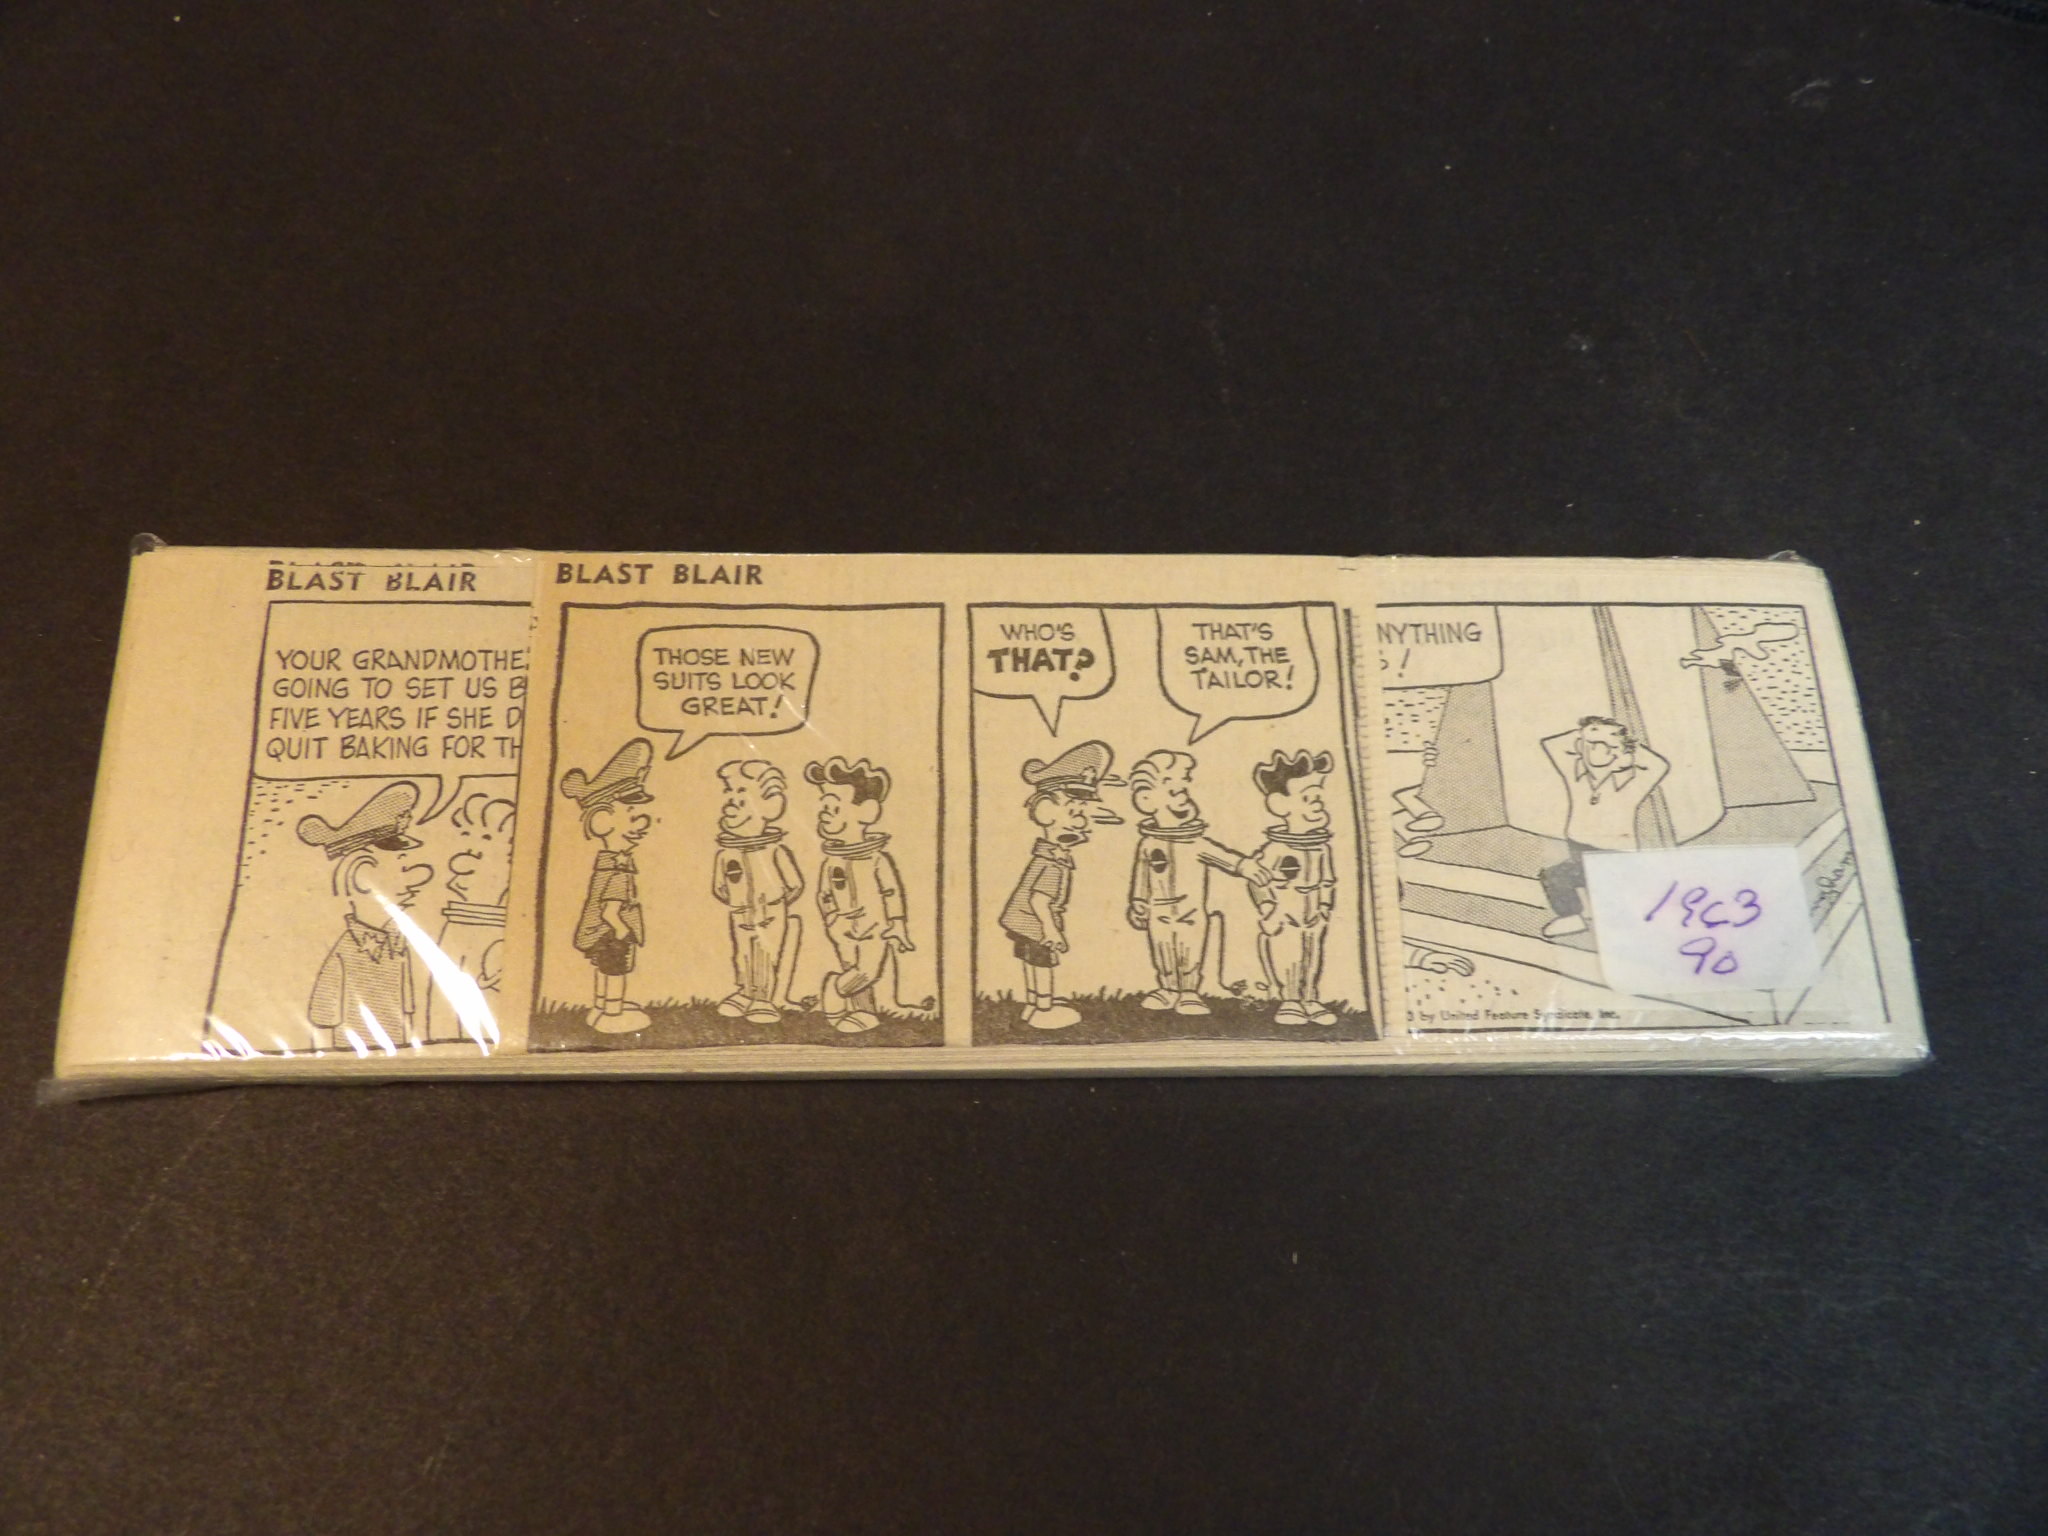 BLAST BLAIR
YOUR GRANDMOTHE
GOING TO SET US B
FIVE YEARS IF SHE D
QUIT BAKING FOR TH
BLAST BLAIR
THOSE NEW
SUITS LOOK
GREAT!
WHO'S
THAT?
THAT'S
SAM, THE
TAILOR!
NYTHING
S!
3 by United Feature Syndicate, Inc.
1963
90